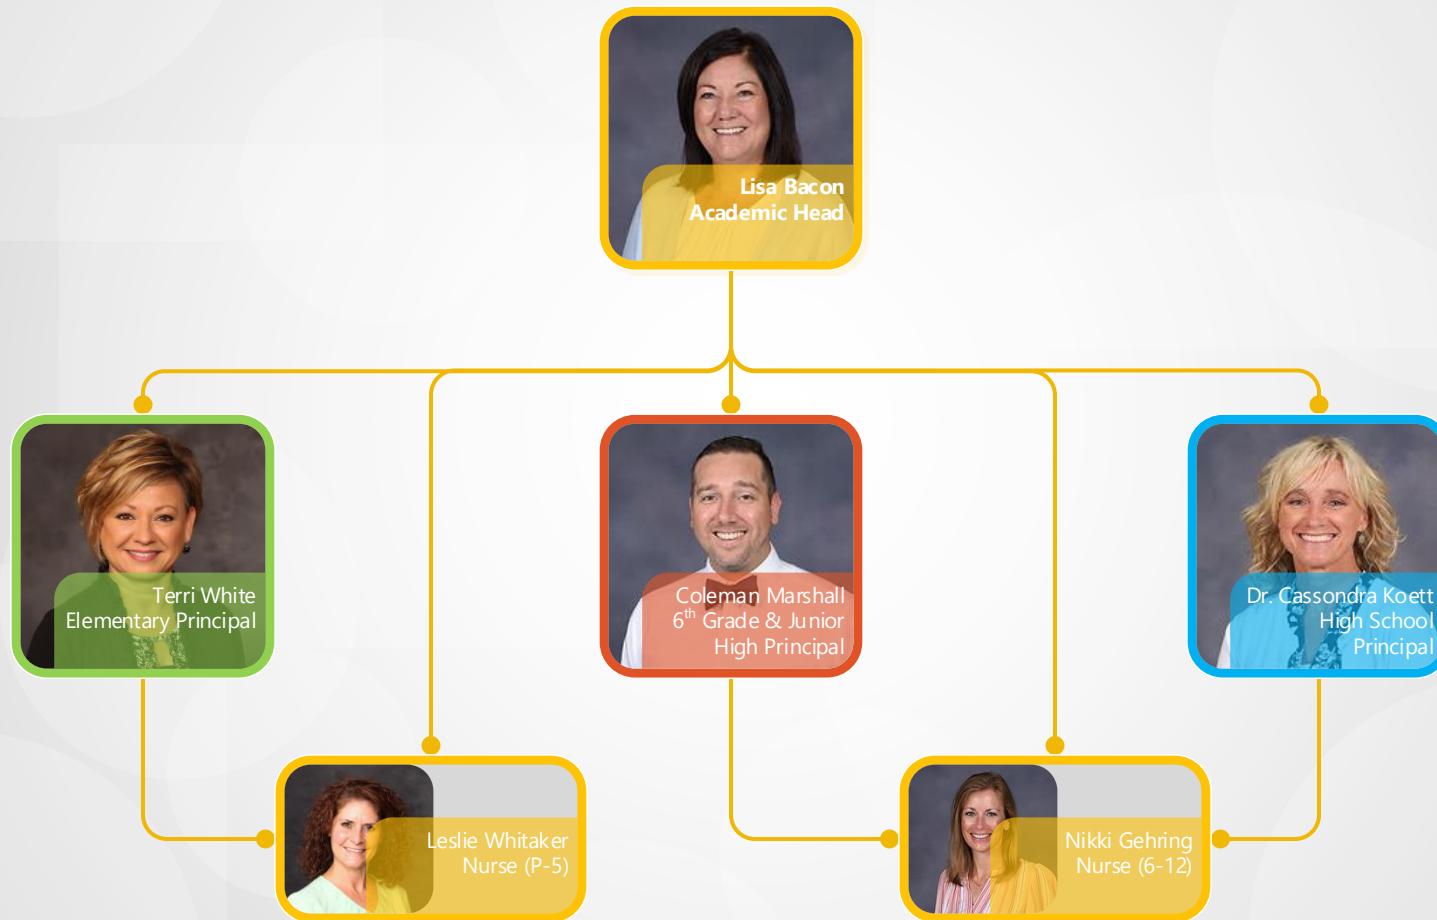 Lisa Bacon
Academic Head
Terri White
Elementary Principal
Coleman Marshall
6th Grade & Junior
High Principal
Dr. Cassondra Koett
High School
Principal
Leslie Whitaker
Nurse (P-5)
Nikki Gehring
Nurse (6-12)